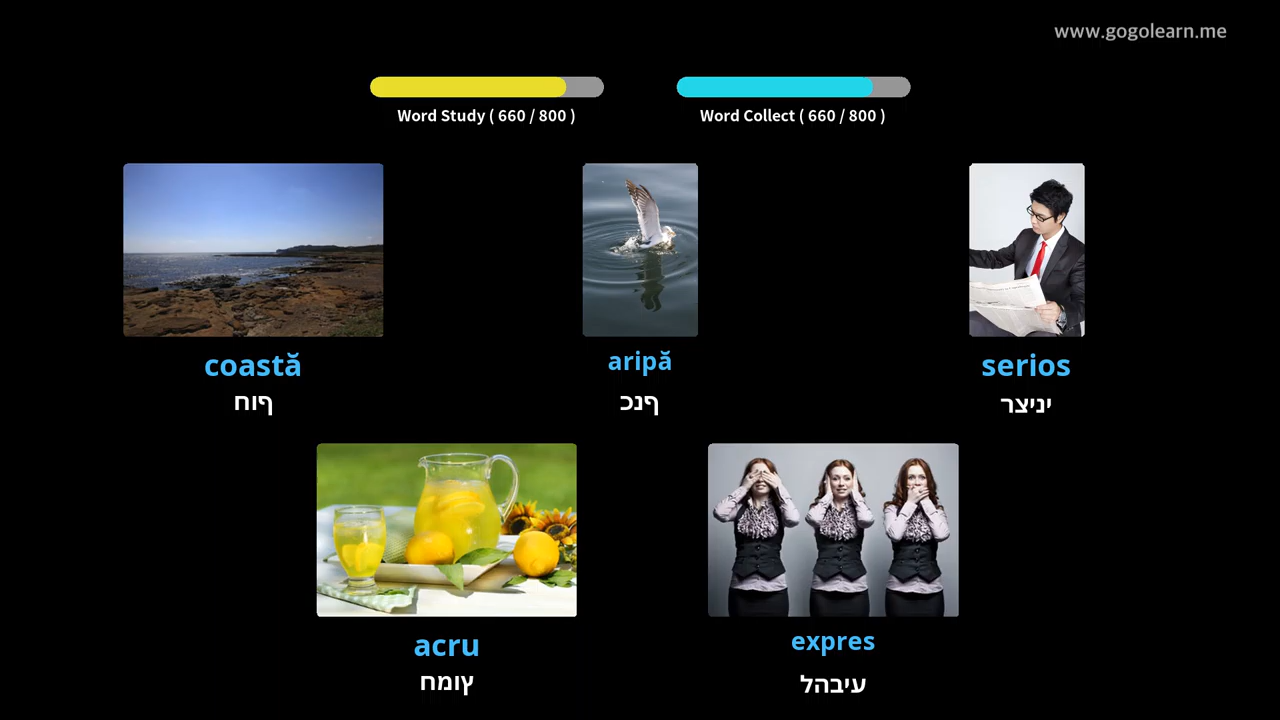 www.gogolearn.me
Word Study ( 660 / 800 )
Word Collect ( 660 / 800 )
coastă
ףוח
aripă
ףנכ
serios
יניצר
acru
ץומח
expres
עיבהל